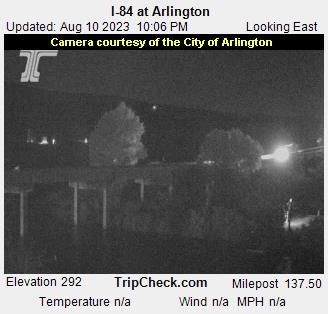 I-84 at Arlington
Updated: Aug 10 2023 10:06 PM Looking East
Camera courtesy of the City of Arlington
Elevation 292 TripCheck.com Milepost 137.50
Temperature n/a Wind n/a MPH n/a